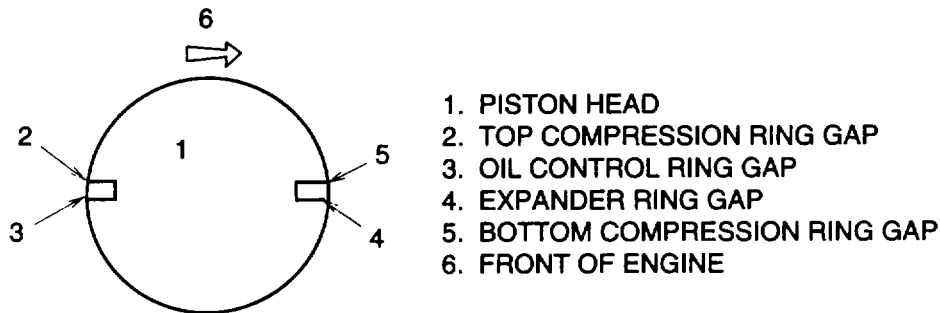 6
1
2
3
5
4
1. PISTON HEAD
2. TOP COMPRESSION RING GAP
3. OIL CONTROL RING GAP
4. EXPANDER RING GAP
5. BOTTOM COMPRESSION RING GAP
6. FRONT OF ENGINE